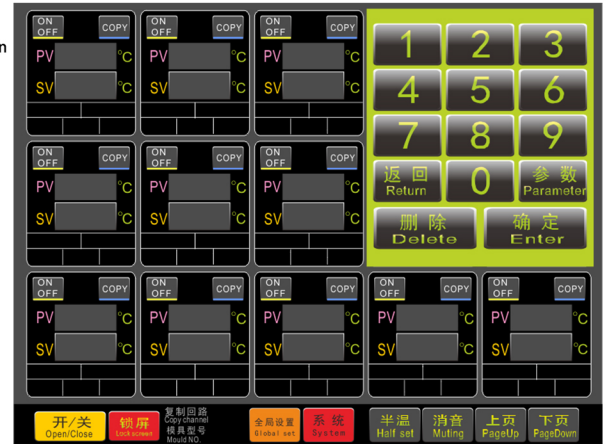 m
ON
OFF
COPY
PV
°C
SV
°C
ON
OFF
COPY
PV
°C
SV
°C
ON
OFF
COPY
PV
°C
SV
°C
1 2 3
4 5 6
7 8 9
返回
Return
0
参数
Parameter
删除
Delete
确定
Enter
ON
OFF
COPY
PV
°C
SV
°C
ON
OFF
COPY
PV
°C
SV
°C
ON
OFF
COPY
PV
°C
SV
°C
ON
OFF
COPY
PV
°C
SV
°C
ON
OFF
COPY
PV
°C
SV
°C
ON
OFF
COPY
PV
°C
SV
°C
ON
OFF
COPY
PV
°C
SV
°C
ON
OFF
COPY
PV
°C
SV
°C
开/关
Open/Close
锁屏
Lock screen
复制回路
Copy channel
模具型号
Mould NO.
全局设置
Global set
系统
System
半温
Half set
消音
Muting
上页
PageUp
下页
PageDown